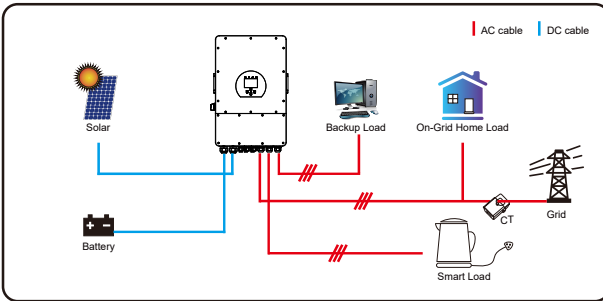 AC cable
DC cable
Solar
Backup Load
On-Grid Home Load
CT
Grid
Battery
Smart Load